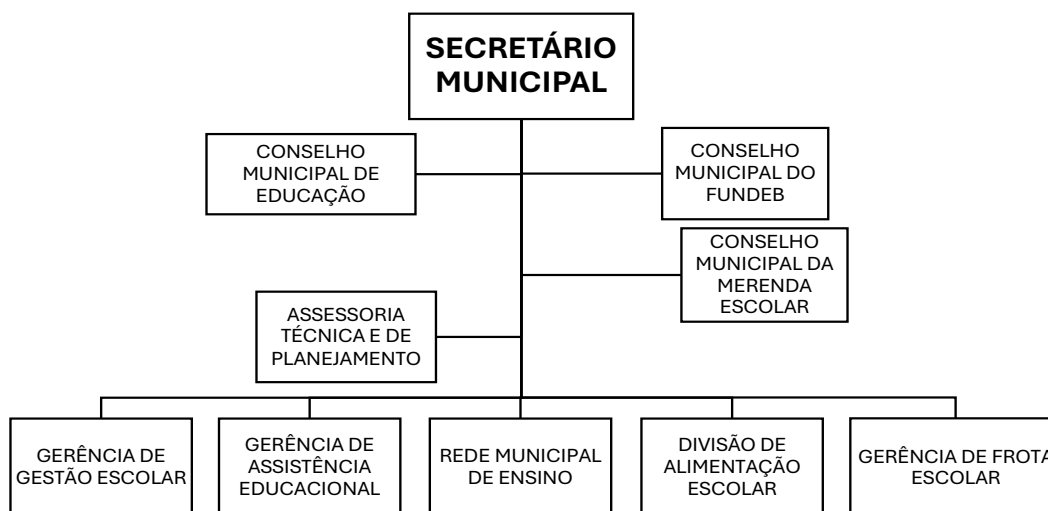 SECRETÁRIO
MUNICIPAL
CONSELHO
MUNICIPAL DE
EDUCAÇÃO
CONSELHO
MUNICIPAL DO
FUNDEB
CONSELHO
MUNICIPAL DA
MERENDA
ESCOLAR
ASSESSORIA
TÉCNICA E DE
PLANEJAMENTO
GERÊNCIA DE
GESTÃO ESCOLAR
GERÊNCIA DE
ASSISTÊNCIA
EDUCACIONAL
REDE MUNICIPAL
DE ENSINO
DIVISÃO DE
ALIMENTAÇÃO
ESCOLAR
GERÊNCIA DE FROTA
ESCOLAR